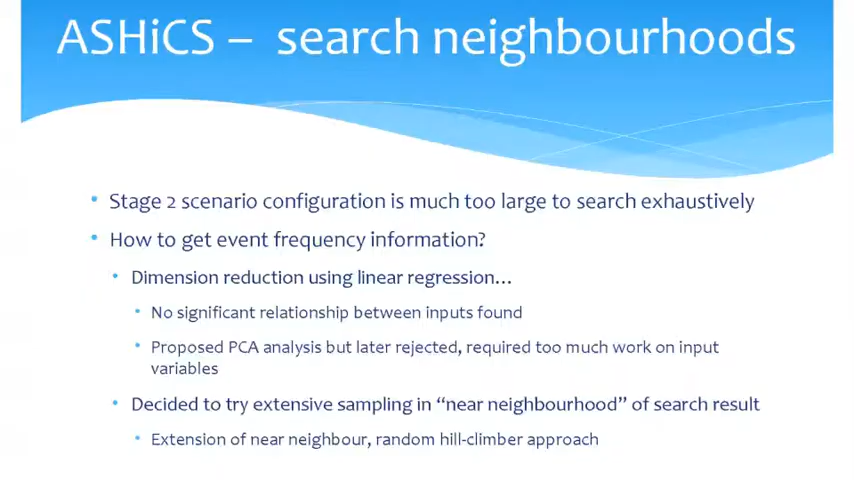 ASHiCS – search neighbourhoods
• Stage 2 scenario configuration is much too large to search exhaustively
• How to get event frequency information?
• Dimension reduction using linear regression…
• No significant relationship between inputs found
• Proposed PCA analysis but later rejected, required too much work on input
variables
• Decided to try extensive sampling in “near neighbourhood” of search result
• Extension of near neighbour, random hill-climber approach